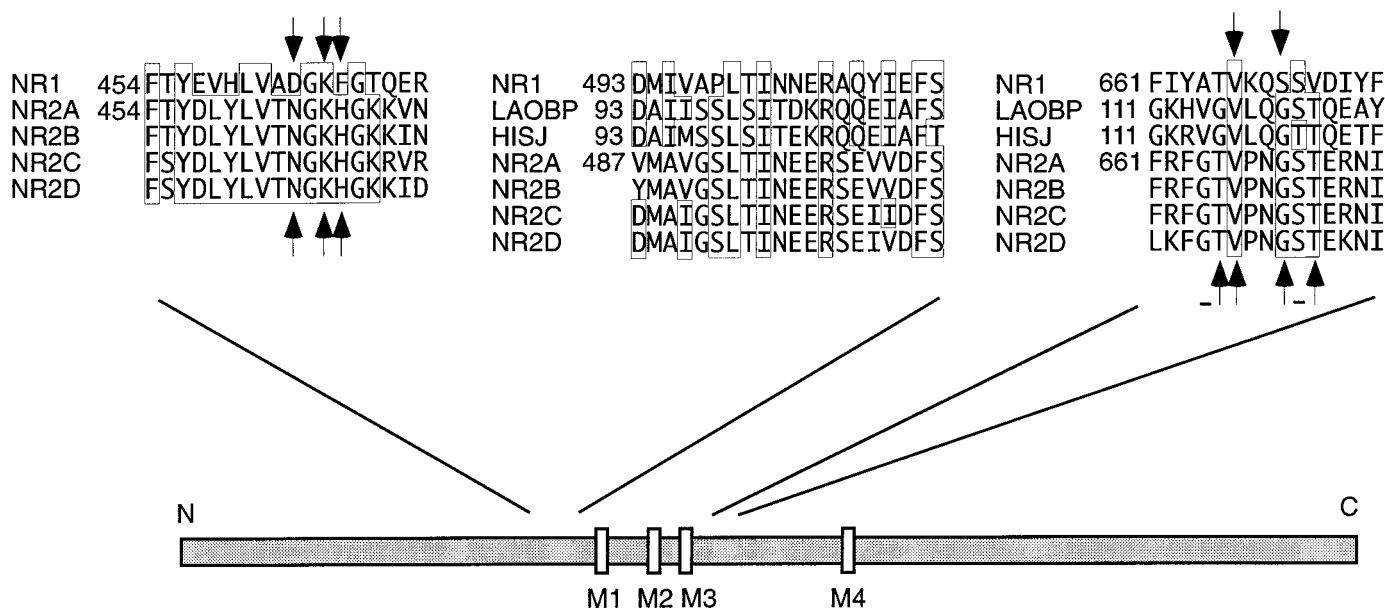 NR1 454 FTYEVHLVADGKFGTQER
NR2A 454 FTYDLYLVTNGKHGKKVN
NR2B FTYDLYLVTNGKHGKKIN
NR2C FSYDLYLVTNGKHGKRVR
NR2D FSYDLYLVTNGKHGKKID
NR1 493 DMIVAPLTINNERAQYIEFS
LAOBP 93 DAIISSLSITDKRQQEIAFS
HISJ 93 DAIMSSLSITEKRQQEIAFT
NR2A 487 VMAVGSLTINEERSEVVDFS
NR2B YMAVGSLTINEERSEVVDFS
NR2C DMAIGSLTINEERSEIIDFS
NR2D DMAIGSLTINEERSEIVDFS
NR1 661 FIYATVKQSSVDIYF
LAOBP 111 GKHVGVLQGSTQEAY
HISJ 111 GKRVGVLQGTTQETF
NR2A 661 FRFGTVPNGSTERNI
NR2B FRFGTVPNGSTERNI
NR2C FRFGTVPNGSTERNI
NR2D LKFGTVPNGSTEKNI
N C
M1 M2 M3 M4